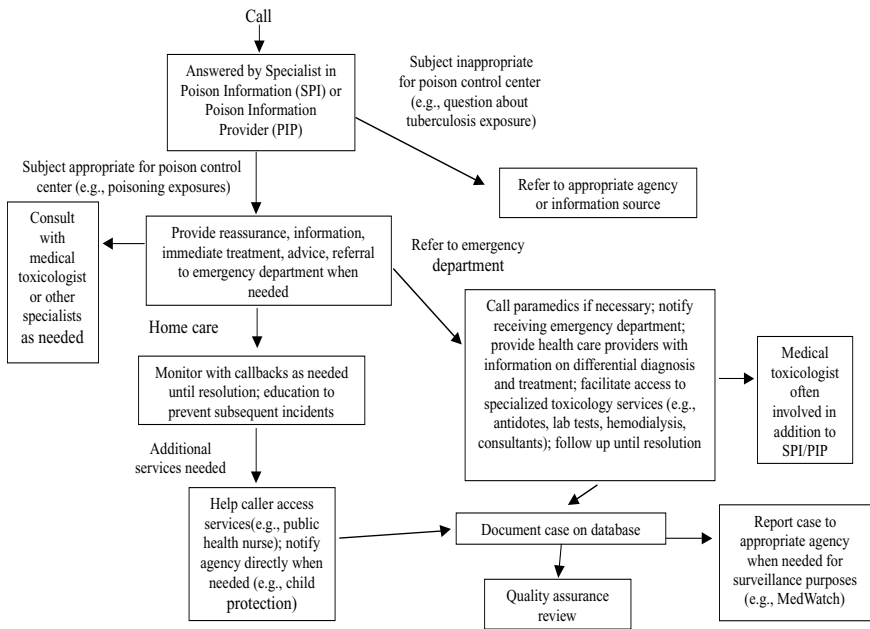 Call
Answered by Specialist in
Poison Information (SPI) or
Poison Information
Provider (PIP)
Subject inappropriate
for poison control center
(e.g., question about
tuberculosis exposure)
Subject appropriate for poison control
center (e.g., poisoning exposures)
Refer to appropriate agency
or information source
Consult
with
medical
toxicologist
or other
specialists
as needed
Provide reassurance, information,
immediate treatment, advice, referral
to emergency department when
needed
Refer to emergency
department
Home care
Call paramedics if necessary; notify
receiving emergency department;
provide health care providers with
information on differential diagnosis
and treatment; facilitate access to
specialized toxicology services (e.g.,
antidotes, lab tests, hemodialysis,
consultants); follow up until resolution
Medical
toxicologist
often
involved in
addition to
SPI/PIP
Monitor with callbacks as needed
until resolution; education to
prevent subsequent incidents
Additional
services needed
Help caller access
services(e.g., public
health nurse); notify
agency directly when
needed (e.g., child
protection)
Document case on database
Report case to
appropriate agency
when needed for
surveillance purposes
(e.g., MedWatch)
Quality assurance
review